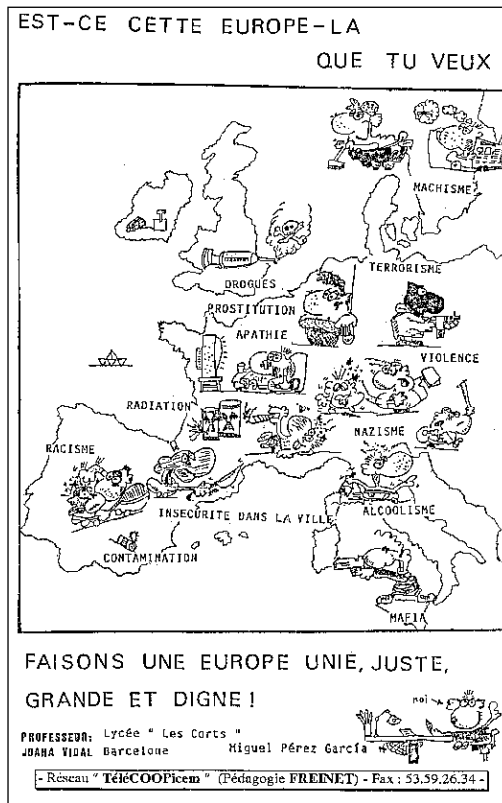 EST-CE CETTE EUROPE-LA
QUE TU VEUX
MACHISME
TERRORISME
DROGUES
PROSTITUTION
APATHIE
VIOLENCE
RADIATION
NAZISME
RACISME
INSECURITE DANS LA VILLE
ALCOOLISME
CONTAMINATION
MAFIA
FAISONS UNE EUROPE UNIE, JUSTE,
GRANDE ET DIGNE!
moi
PROFESSEUR: Lycée " Les Corts "
JOANA VIDAL Barcelone Miguel Pérez García
- Réseau " TéléCOOPicem " (Pédagogie FREINET) - Fax : 53.59.26.34 -